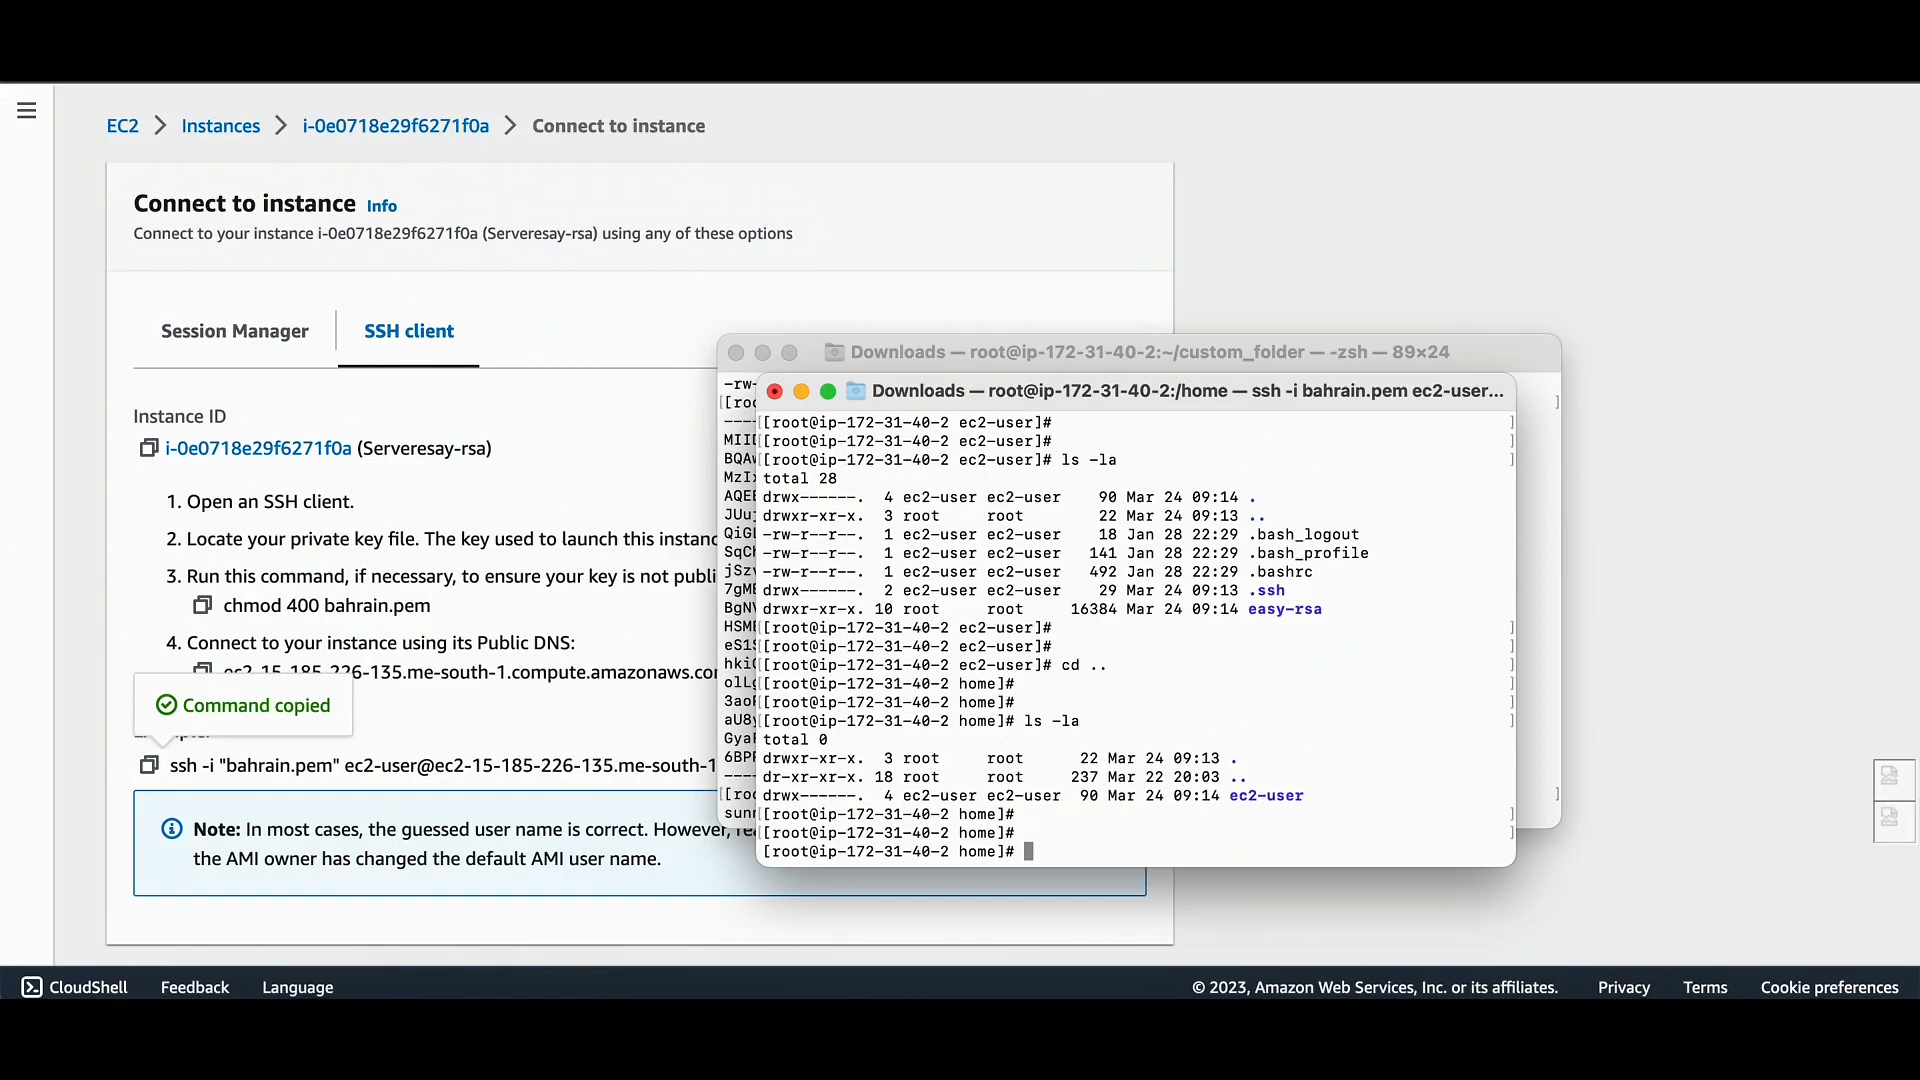 EC2 > Instances > i-0e0718e29f6271f0a > Connect to instance
Connect to instance Info
Connect to your instance i-0e0718e29f6271f0a (Serveresay-rsa) using any of these options
Session Manager
SSH client
Instance ID
i-0e0718e29f6271f0a (Serveresay-rsa)
1. Open an SSH client.
2. Locate your private key file. The key used to launch this
3. Run this command, if necessary, to ensure your key is not
chmod 400 bahrain.pem
4. Connect to your instance using its Public DNS:
ec2-15-185-226-135.me-south-1.compute.amazonaws.
Command copied
ssh -i "bahrain.pem" ec2-user@ec2-15-185-226-135.me-south-1
Note: In most cases, the guessed user name is correct. However,
the AMI owner has changed the default AMI user name.
Downloads — root@ip-172-31-40-2:~/custom_folder — -zsh — 89×24
Downloads — root@ip-172-31-40-2:/home — ssh -i bahrain.pem ec2-user...
[root@ip-172-31-40-2 ec2-user]#
[root@ip-172-31-40-2 ec2-user]#
[root@ip-172-31-40-2 ec2-user]# ls -la
total 28
drwx------. 4 ec2-user ec2-user 90 Mar 24 09:14 .
drwxr-xr-x. 3 root root 22 Mar 24 09:13 ..
-rw-r--r--. 1 ec2-user ec2-user 18 Jan 28 22:29 .bash_logout
-rw-r--r--. 1 ec2-user ec2-user 141 Jan 28 22:29 .bash_profile
-rw-r--r--. 1 ec2-user ec2-user 492 Jan 28 22:29 .bashrc
drwx------. 2 ec2-user ec2-user 29 Mar 24 09:13 .ssh
drwxr-xr-x. 10 root root 16384 Mar 24 09:14 easy-rsa
[root@ip-172-31-40-2 ec2-user]#
[root@ip-172-31-40-2 ec2-user]#
[root@ip-172-31-40-2 ec2-user]# cd ..
[root@ip-172-31-40-2 home]#
[root@ip-172-31-40-2 home]#
[root@ip-172-31-40-2 home]# ls -la
total 0
drwxr-xr-x. 3 root root 22 Mar 24 09:13 .
dr-xr-xr-x. 18 root root 237 Mar 22 20:03 ..
drwx------. 4 ec2-user ec2-user 90 Mar 24 09:14 ec2-user
[root@ip-172-31-40-2 home]#
[root@ip-172-31-40-2 home]#
[root@ip-172-31-40-2 home]#
CloudShell
Feedback
Language
© 2023, Amazon Web Services, Inc. or its affiliates.
Privacy
Terms
Cookie preferences